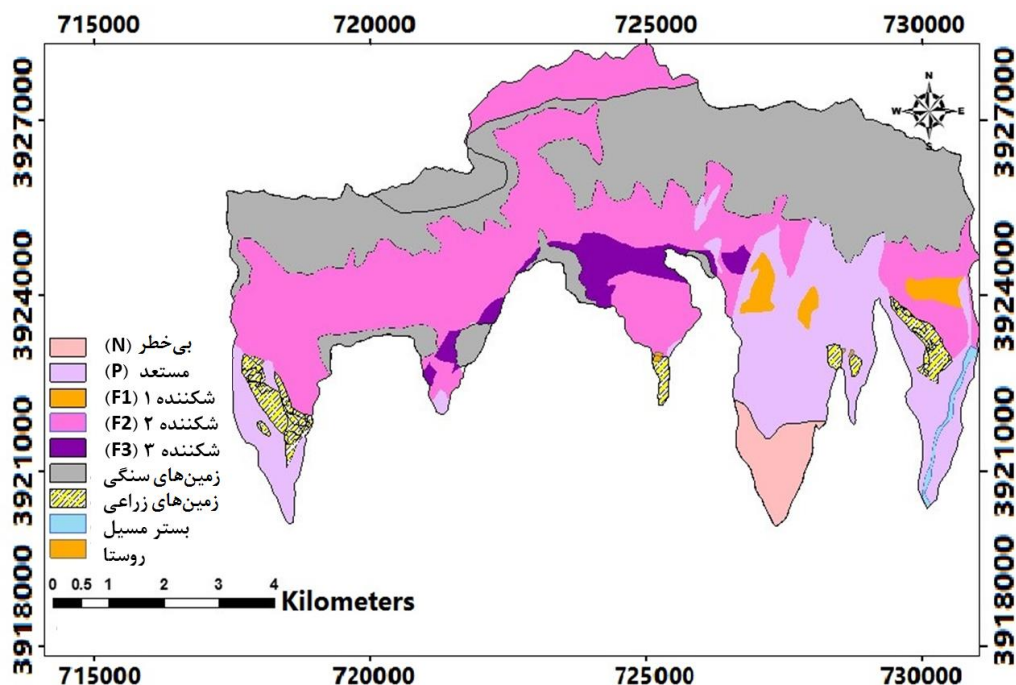 715000 720000 725000 730000
3927000
3924000
3921000
3918000
N
W E
S
3927000
3924000
3921000
3918000
بی‌خطر (N)
مستعد (P)
شکننده ۱ (F1)
شکننده ۲ (F2)
شکننده ۳ (F3)
زمین‌های سنگی
زمین‌های زراعی
بستر مسیل
روستا
0 0.5 1 2 3 4
Kilometers
715000 720000 725000 730000